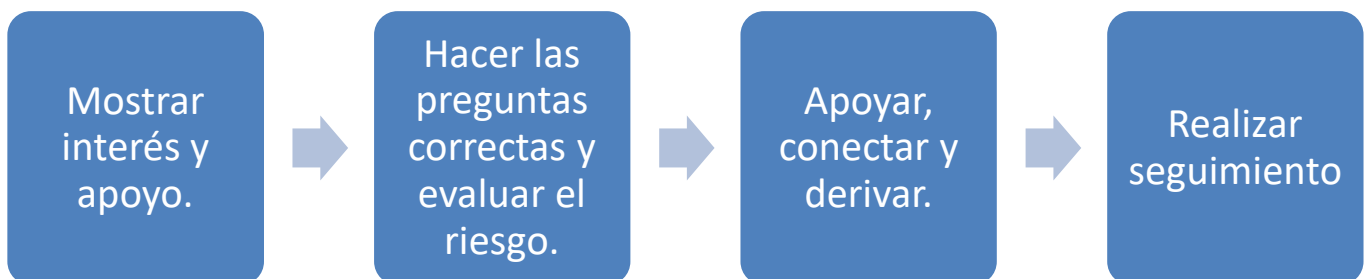 Mostrar
interés y
apoyo.
Hacer las
preguntas
correctas y
evaluar el
riesgo.
Apoyar,
conectar y
derivar.
Realizar
seguimiento